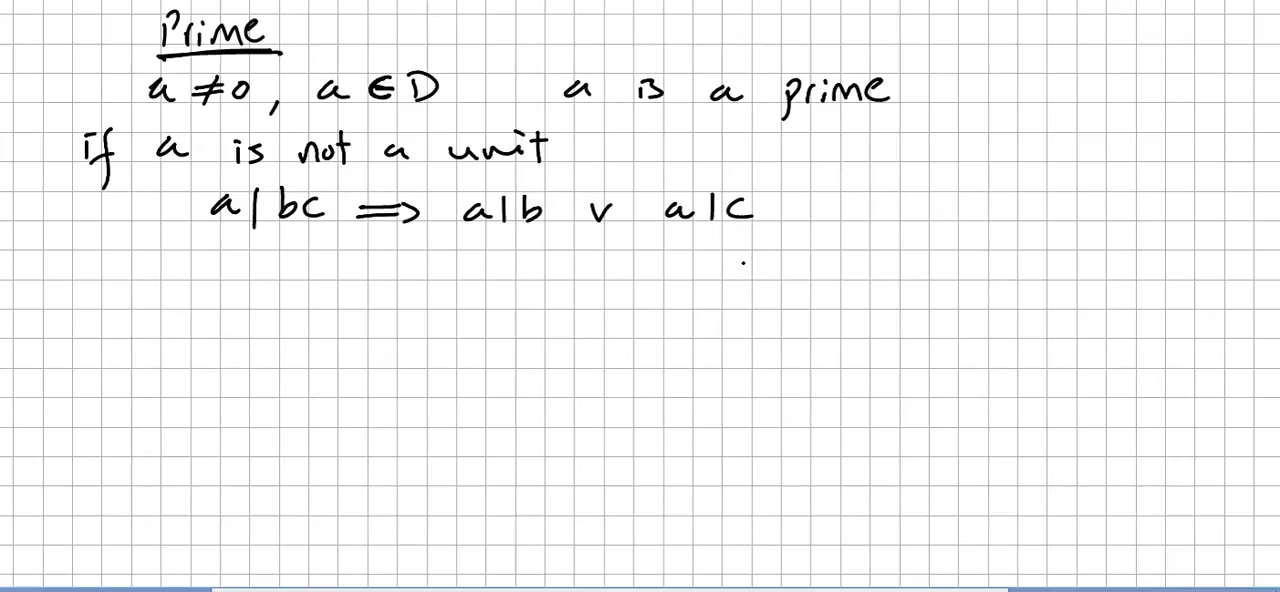 Prime
a ≠ 0, a ∈ D a is a prime
if a is not a unit
a | bc ⟹ a | b ∨ a | c